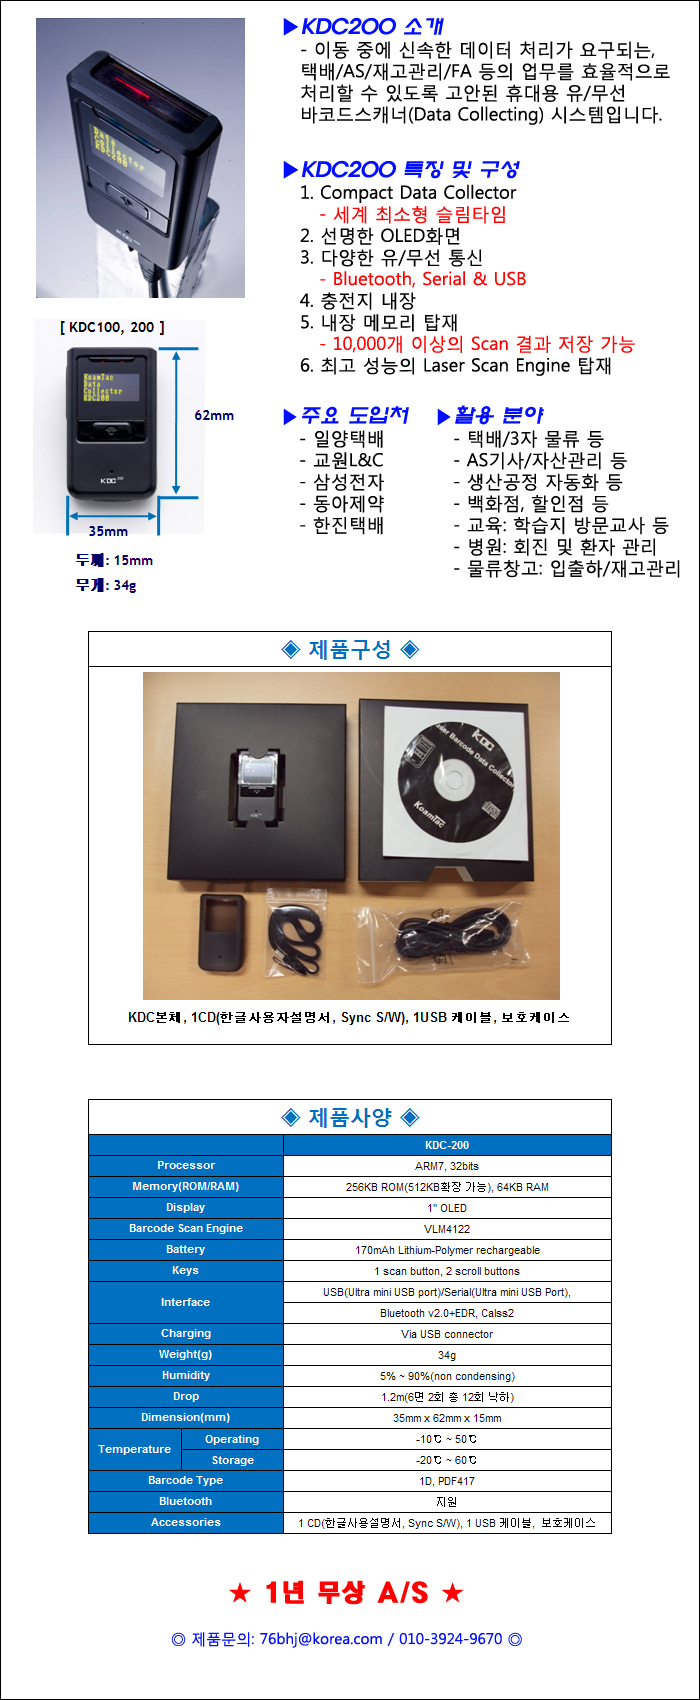 ▶KDC200 소개
- 이동 중에 신속한 데이터 처리가 요구되는,
택배/AS/재고관리/FA 등의 업무를 효율적으로
처리할 수 있도록 고안된 휴대용 유/무선
바코드스캐너(Data Collecting) 시스템입니다.
Data
Collector
KDC200
KDC
▶KDC200 특징 및 구성
1. Compact Data Collector
- 세계 최소형 슬림타임
2. 선명한 OLED화면
3. 다양한 유/무선 통신
- Bluetooth, Serial & USB
4. 충전지 내장
5. 내장 메모리 탑재
- 10,000개 이상의 Scan 결과 저장 가능
6. 최고 성능의 Laser Scan Engine 탑재
[ KDC100, 200 ]
KoamTac
Data
Collector
KDC200
KDC 200
62mm
35mm
두께: 15mm
무게: 34g
▶주요 도입처
- 일양택배
- 교원L&C
- 삼성전자
- 동아제약
- 한진택배
▶활용 분야
- 택배/3자 물류 등
- AS기사/자산관리 등
- 생산공정 자동화 등
- 백화점, 할인점 등
- 교육: 학습지 방문교사 등
- 병원: 회진 및 환자 관리
- 물류창고: 입출하/재고관리
◈ 제품구성 ◈
KDC
Laser Barcode Data Collector
KoamTac
KDC
KDC본체, 1CD(한글사용자설명서, Sync S/W), 1USB 케이블, 보호케이스
◈ 제품사양 ◈
KDC-200
Processor ARM7, 32bits
Memory(ROM/RAM) 256KB ROM(512KB확장 가능), 64KB RAM
Display 1" OLED
Barcode Scan Engine VLM4122
Battery 170mAh Lithium-Polymer rechargeable
Keys 1 scan button, 2 scroll buttons
Interface USB(Ultra mini USB port)/Serial(Ultra mini USB Port),
Bluetooth v2.0+EDR, Calss2
Charging Via USB connector
Weight(g) 34g
Humidity 5% ~ 90%(non condensing)
Drop 1.2m(6면 2회 총 12회 낙하)
Dimension(mm) 35mm x 62mm x 15mm
Temperature Operating -10℃ ~ 50℃
Storage -20℃ ~ 60℃
Barcode Type 1D, PDF417
Bluetooth 지원
Accessories 1 CD(한글사용설명서, Sync S/W), 1 USB 케이블, 보호케이스
★ 1년 무상 A/S ★
◎ 제품문의: 76bhj@korea.com / 010-3924-9670 ◎